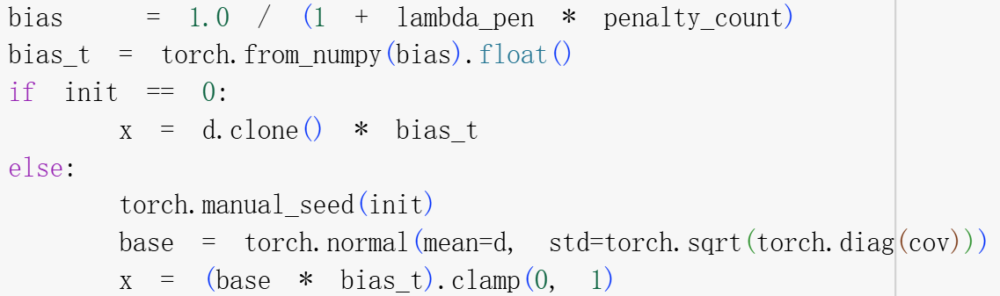 bias      = 1.0 / (1 + lambda_pen * penalty_count)
bias_t = torch.from_numpy(bias).float()
if init == 0:
        x = d.clone() * bias_t
else:
        torch.manual_seed(init)
        base = torch.normal(mean=d, std=torch.sqrt(torch.diag(cov)))
        x = (base * bias_t).clamp(0, 1)